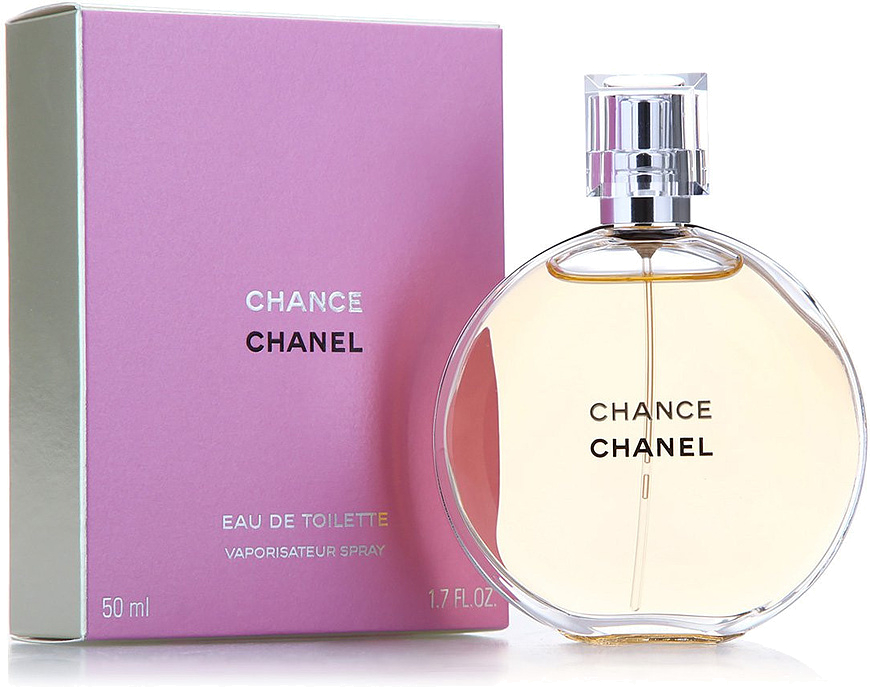 CHANCE
CHANEL
EAU DE TOILETTE
VAPORISATEUR SPRAY
50 ml
1.7 FL.OZ.
CHANCE
CHANEL